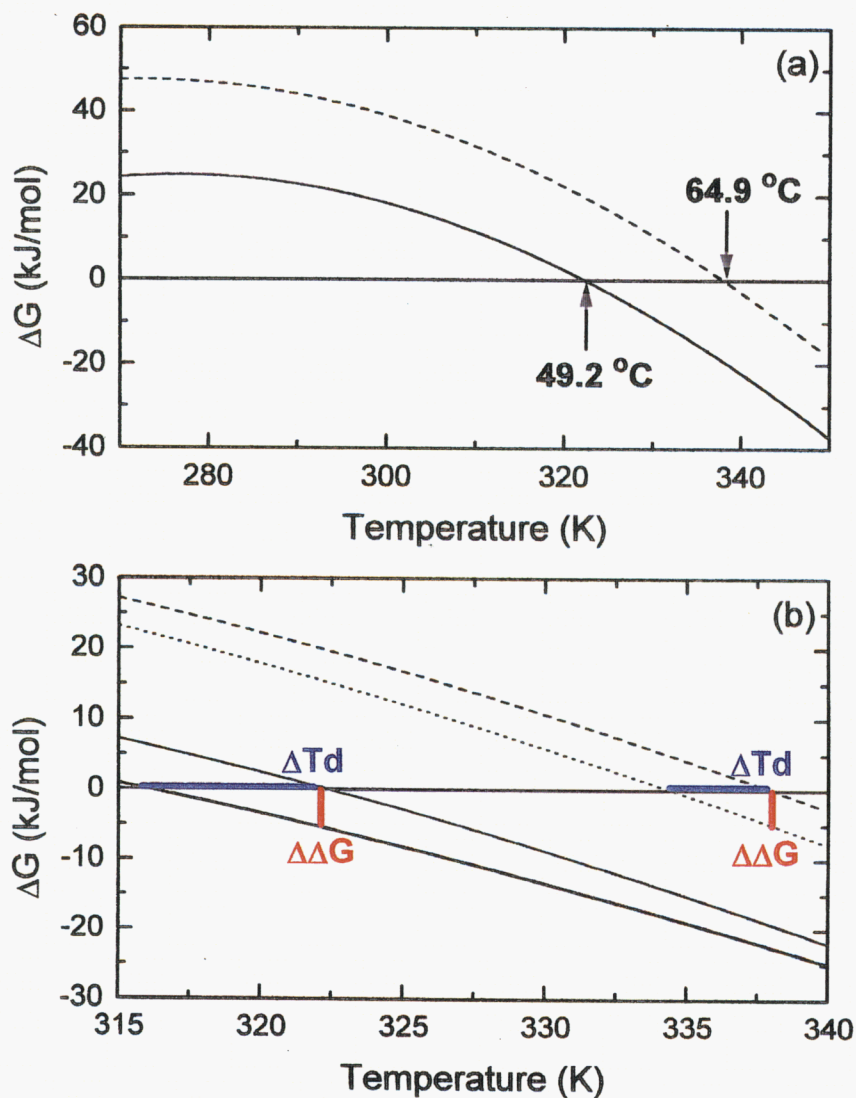 (a)
60
40
20
0
-20
-40
ΔG (kJ/mol)
64.9 °C
49.2 °C
280 300 320 340
Temperature (K)
(b)
30
20
10
0
-10
-20
-30
ΔG (kJ/mol)
ΔTd ΔTd
ΔΔG ΔΔG
315 320 325 330 335 340
Temperature (K)